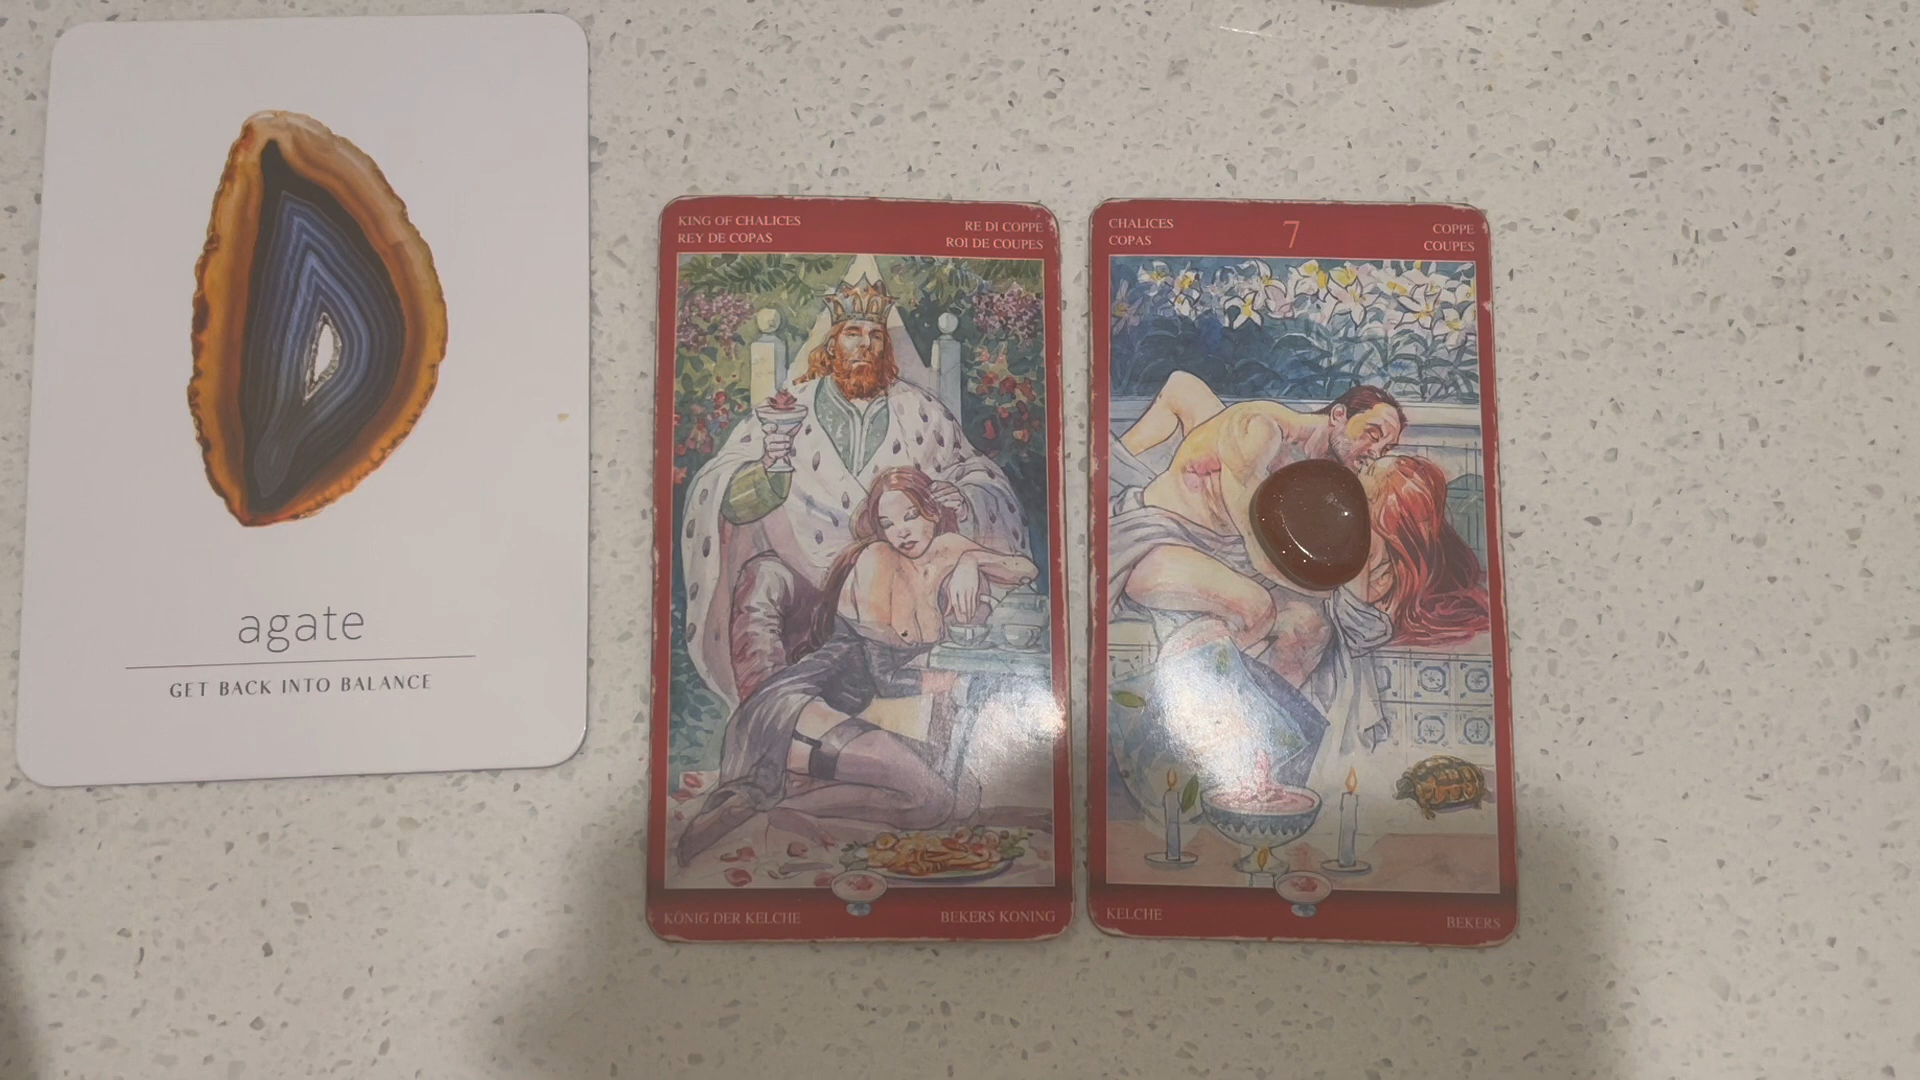 agate
GET BACK INTO BALANCE
KING OF CHALICES
REY DE COPAS
RE DI COPPE
ROI DE COUPES
KÖNIG DER KELCHE
BEKERS KONING
CHALICES
COPAS
7
COPPE
COUPES
KELCHE
BEKERS